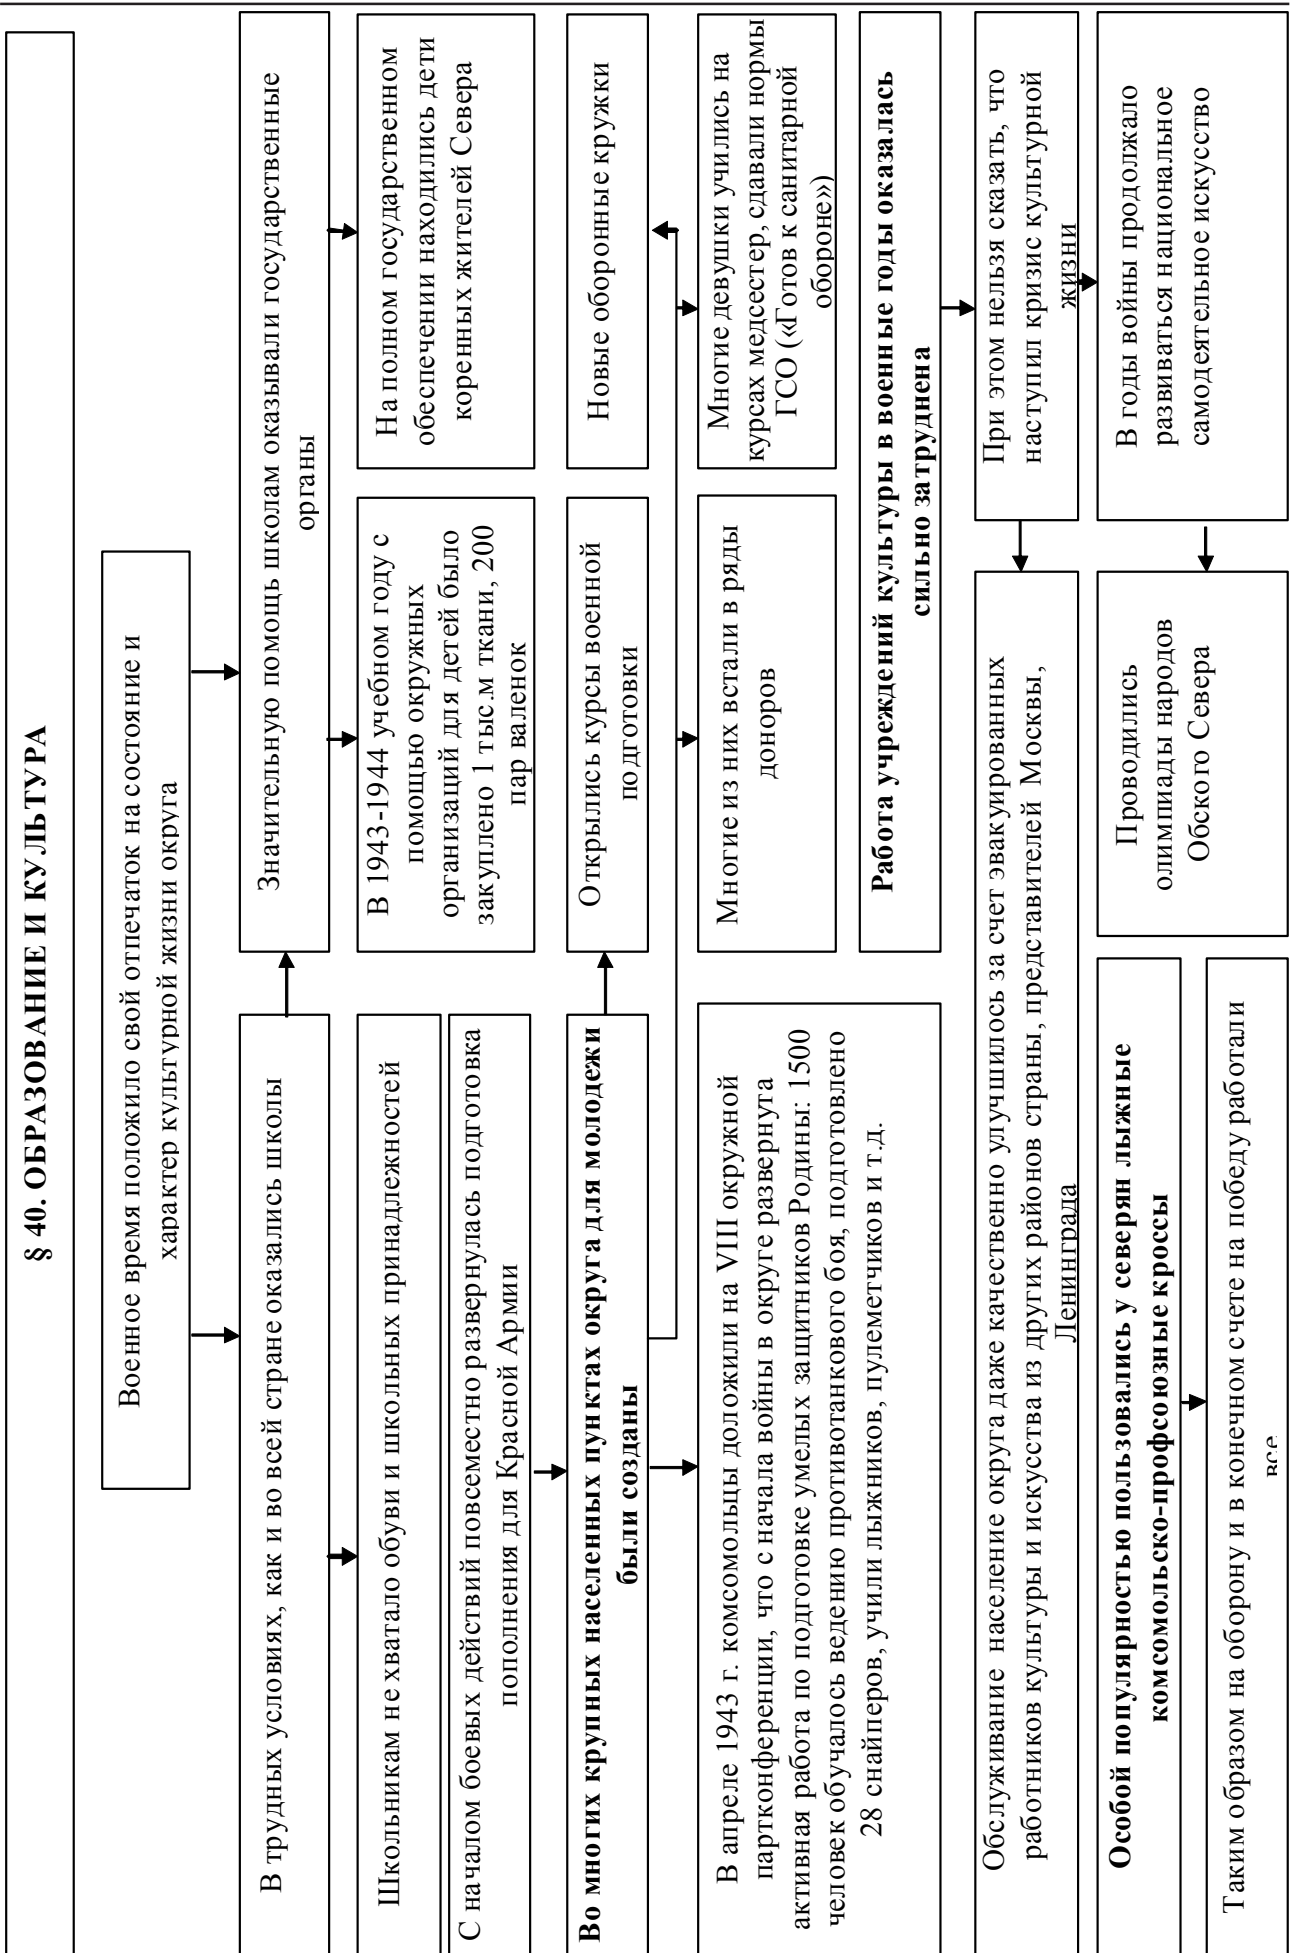 § 40. ОБРАЗОВАНИЕ И КУЛЬТУРА
Военное время положило свой отпечаток на состояние и
характер культурной жизни округа
В трудных условиях, как и во всей стране оказались школы
Значительную помощь школам оказывали государственные
органы
Школьникам не хватало обуви и школьных принадлежностей
В 1943-1944 учебном году с
помощью окружных
организаций для детей было
закуплено 1 тыс.м ткани, 200
пар валенок
На полном государственном
обеспечении находились дети
коренных жителей Севера
С началом боевых действий повсеместно развернулась подготовка
пополнения для Красной Армии
Во многих крупных населенных пунктах округа для молодежи
были созданы
Открылись курсы военной
подготовки
Новые оборонные кружки
В апреле 1943 г. комсомольцы доложили на VIII окружной
партконференции, что с начала войны в округе развернута
активная работа по подготовке умелых защитников Родины: 1500
человек обучалось ведению противотанкового боя, подготовлено
28 снайперов, учили лыжников, пулеметчиков и т.д.
Многие из них встали в ряды
доноров
Многие девушки учились на
курсах медсестер, сдавали нормы
ГСО («Готов к санитарной
обороне»)
Работа учреждений культуры в военные годы оказалась
сильно затруднена
Обслуживание население округа даже качественно улучшилось за счет эвакуированных
работников культуры и искусства из других районов страны, представителей Москвы,
Ленинграда
При этом нельзя сказать, что
наступил кризис культурной
жизни
Особой популярностью пользовались у северян лыжные
комсомольско-профсоюзные кроссы
Проводились
олимпиады народов
Обского Севера
В годы войны продолжало
развиваться национальное
самодеятельное искусство
Таким образом на оборону и в конечном счете на победу работали
все